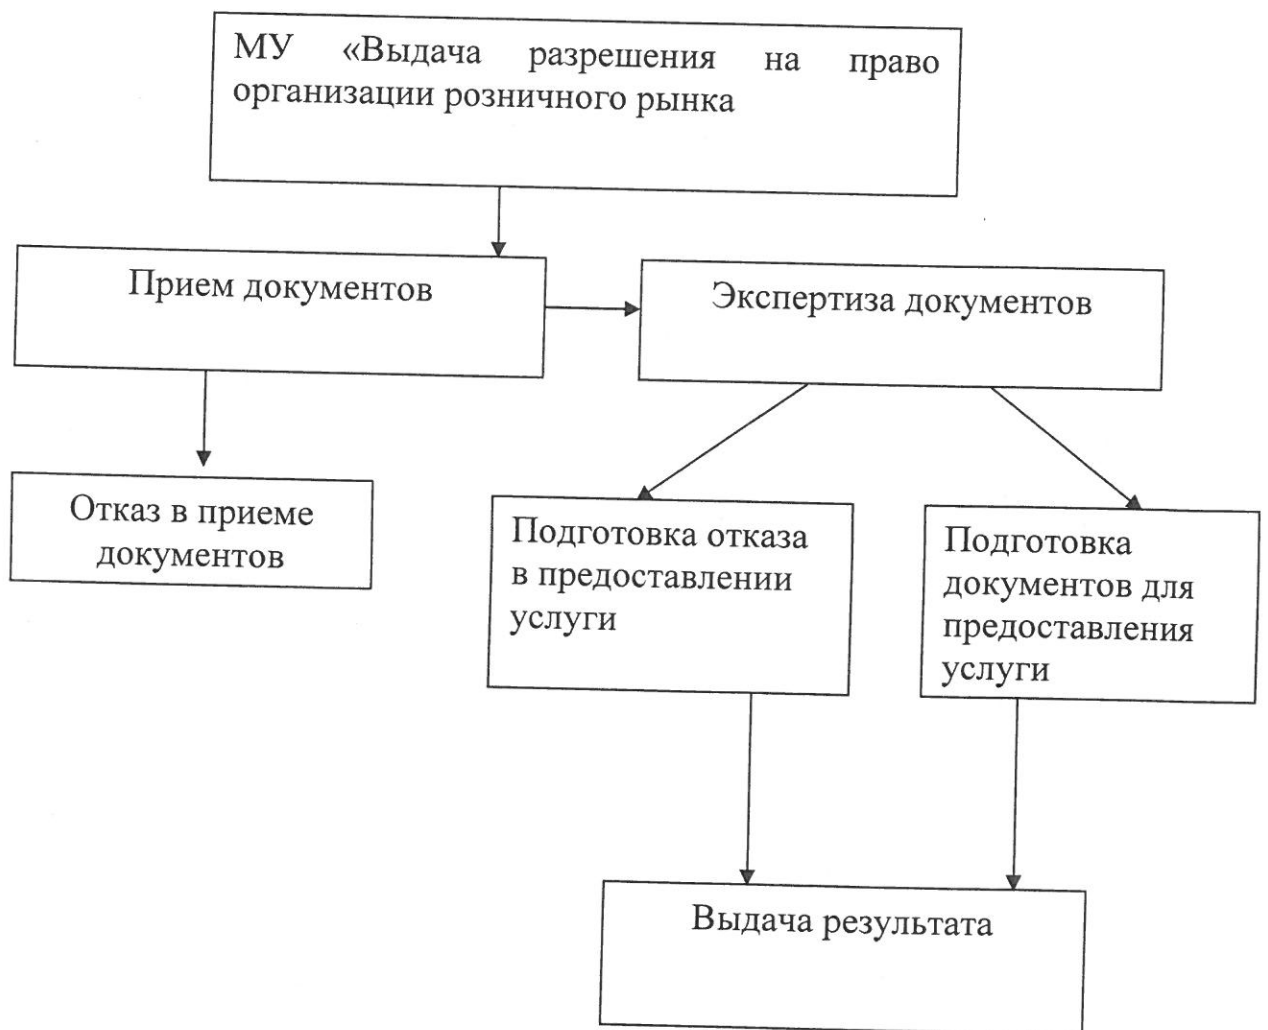 МУ «Выдача разрешения на право
организации розничного рынка
Прием документов
Экспертиза документов
Отказ в приеме
документов
Подготовка отказа
в предоставлении
услуги
Подготовка
документов для
предоставления
услуги
Выдача результата